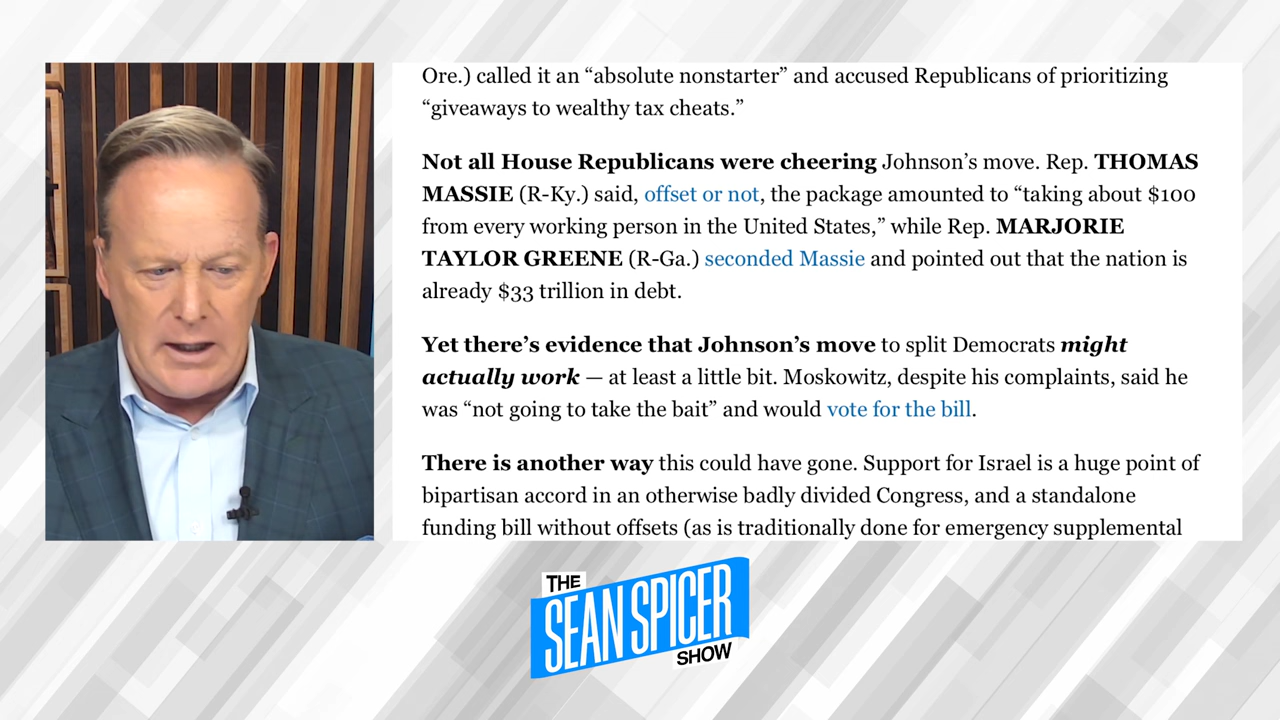 Ore.) called it an “absolute nonstarter” and accused Republicans of prioritizing
“giveaways to wealthy tax cheats.”
Not all House Republicans were cheering Johnson’s move. Rep. THOMAS
MASSIE (R-Ky.) said, offset or not, the package amounted to “taking about $100
from every working person in the United States,” while Rep. MARJORIE
TAYLOR GREENE (R-Ga.) seconded Massie and pointed out that the nation is
already $33 trillion in debt.
Yet there’s evidence that Johnson’s move to split Democrats might
actually work — at least a little bit. Moskowitz, despite his complaints, said he
was “not going to take the bait” and would vote for the bill.
There is another way this could have gone. Support for Israel is a huge point of
bipartisan accord in an otherwise badly divided Congress, and a standalone
funding bill without offsets (as is traditionally done for emergency supplemental
THE
SEAN SPICER
SHOW